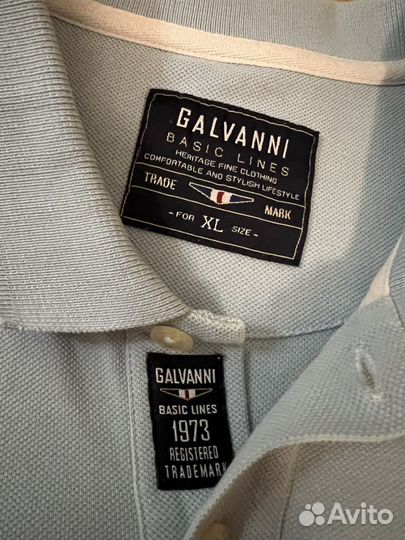 GALVANNI
BASIC LINES
HERITAGE FINE CLOTHING
COMFORTABLE AND STYLISH LIFESTYLE
TRADE MARK
- FOR XL SIZE -
GALVANNI
BASIC LINES
1973
REGISTERED
TRADEMARK
Avito